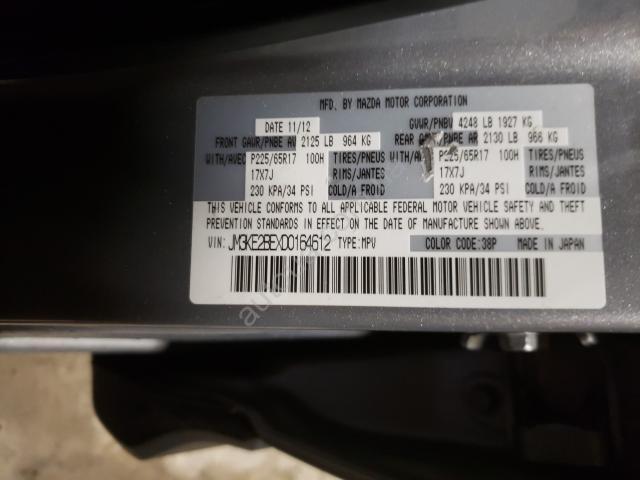 MFD. BY MAZDA MOTOR CORPORATION
DATE 11/12 GVWR/PNBV 4248 LB 1927 KG
FRONT GAWR/PNBE AV 2125 LB 964 KG REAR GAWR/PNBE AR 2130 LB 966 KG
WITH/AVEC P225/65R17 100H TIRES/PNEUS WITH/AVEC P225/65R17 100H TIRES/PNEUS
17X7J RIMS/JANTES 17X7J RIMS/JANTES
230 KPA/34 PSI COLD/A FROID 230 KPA/34 PSI COLD/A FROID
THIS VEHICLE CONFORMS TO ALL APPLICABLE FEDERAL MOTOR VEHICLE SAFETY AND THEFT
PREVENTION STANDARDS IN EFFECT ON THE DATE OF MANUFACTURE SHOWN ABOVE.
VIN: JM3KE2BEXD0164612 TYPE:MPV COLOR CODE:38P MADE IN JAPAN